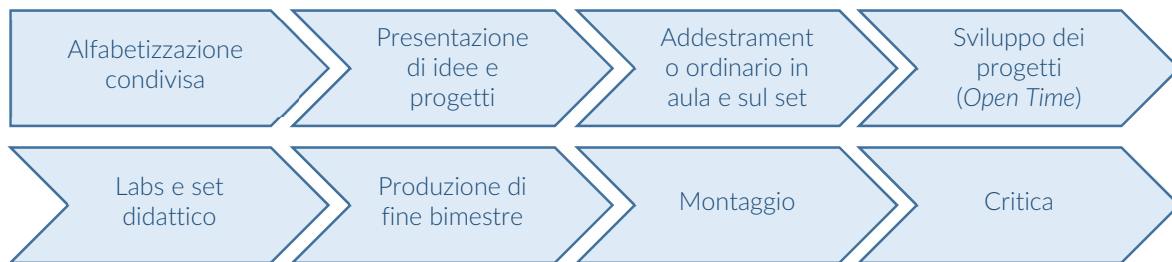 Alfabetizzazione
condivisa
Presentazione
di idee e
progetti
Addestrament
o ordinario in
aula e sul set
Sviluppo dei
progetti
(Open Time)
Labs e set
didattico
Produzione di
fine bimestre
Montaggio
Critica